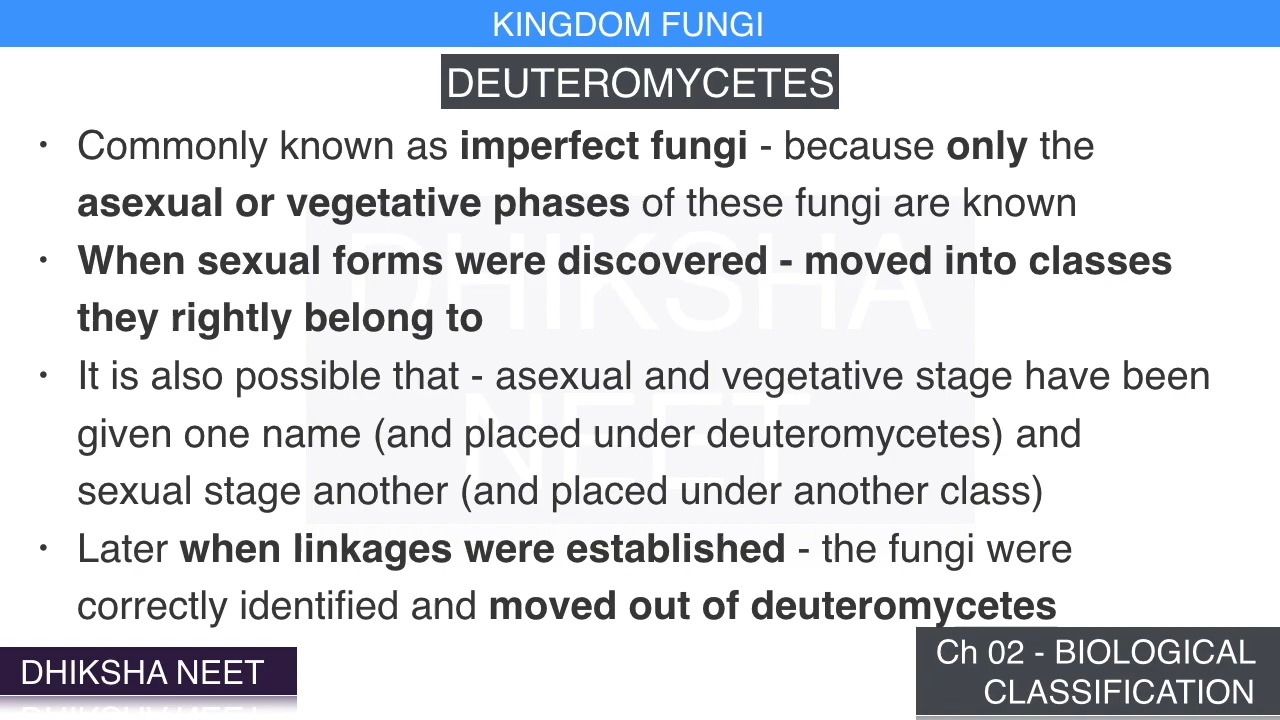 KINGDOM FUNGI
DEUTEROMYCETES
• Commonly known as imperfect fungi - because only the
asexual or vegetative phases of these fungi are known
• When sexual forms were discovered - moved into classes
they rightly belong to
• It is also possible that - asexual and vegetative stage have been
given one name (and placed under deuteromycetes) and
sexual stage another (and placed under another class)
• Later when linkages were established - the fungi were
correctly identified and moved out of deuteromycetes
DHIKSHA
NEET
DHIKSHA NEET
Ch 02 - BIOLOGICAL
CLASSIFICATION